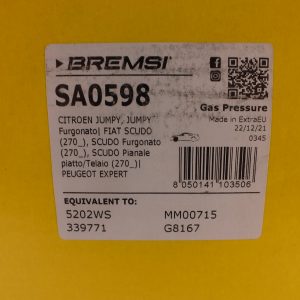 BREMSI
SA0598
Gas Pressure
Made in ExtraEU
22/12/21
0345
CITROEN JUMPY, JUMPY
Furgonato| FIAT SCUDO
(270_), SCUDO Furgonato
(270_), SCUDO Pianale
piatto/Telaio (270_)|
PEUGEOT EXPERT
8 050141 103506
EQUIVALENT TO:
5202WS MM00715
339771 G8167